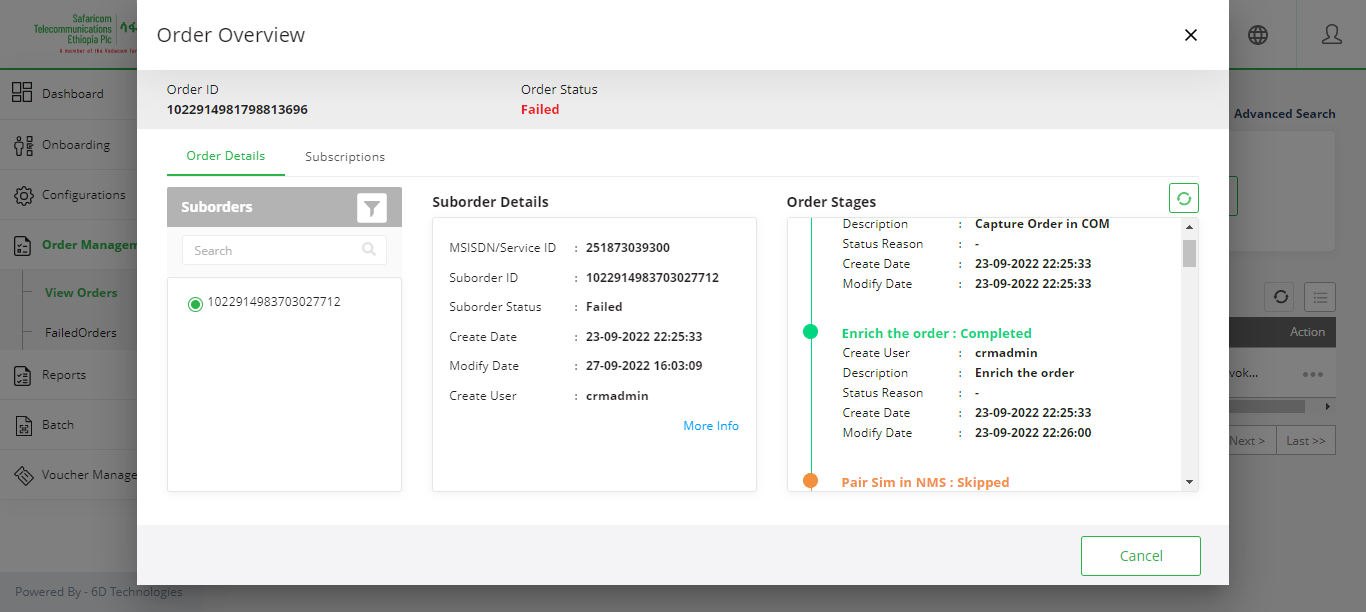 Safaricom
Telecommunications
Ethiopia Plc
A member of the Vodacom
Order Overview
Order ID
1022914981798813696
Order Status
Failed
Dashboard
Onboarding
Configurations
Order Managem
View Orders
FailedOrders
Reports
Batch
Voucher Manage
Advanced Search
Order Details
Subscriptions
Suborders
Search
1022914983703027712
Suborder Details
MSISDN/Service ID : 251873039300
Suborder ID : 1022914983703027712
Suborder Status : Failed
Create Date : 23-09-2022 22:25:33
Modify Date : 27-09-2022 16:03:09
Create User : crmadmin
More Info
Order Stages
Description : Capture Order in COM
Status Reason : -
Create Date : 23-09-2022 22:25:33
Modify Date : 23-09-2022 22:25:33
Enrich the order : Completed
Create User : crmadmin
Description : Enrich the order
Status Reason : -
Create Date : 23-09-2022 22:25:33
Modify Date : 23-09-2022 22:26:00
Pair Sim in NMS : Skipped
Action
vok...
Next >
Last >>
Cancel
Powered By - 6D Technologies